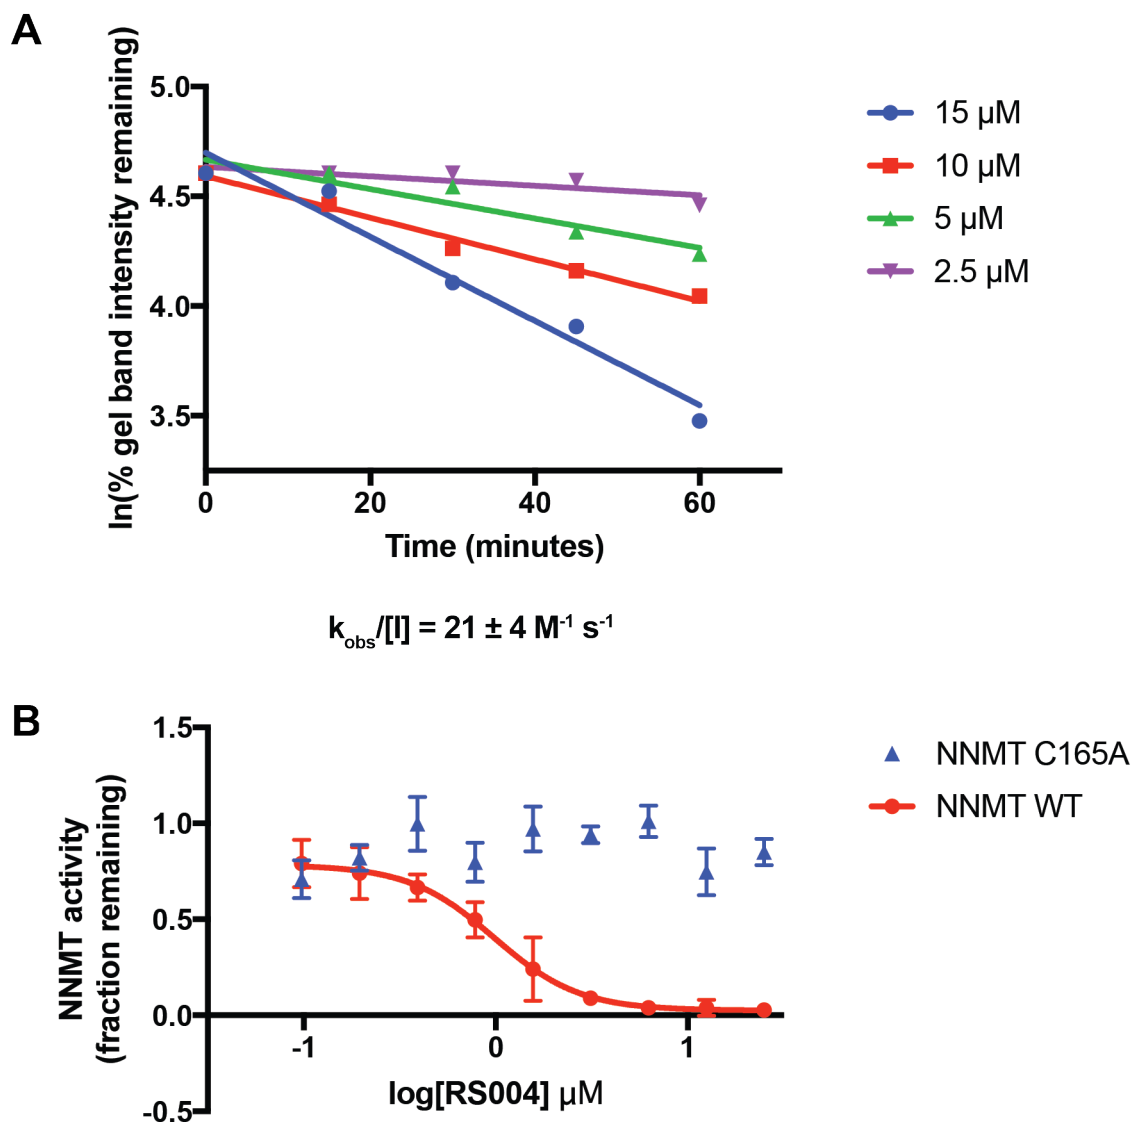 A
ln(% gel band intensity remaining)
5.0
4.5
4.0
3.5
0 20 40 60
Time (minutes)
15 µM
10 µM
5 µM
2.5 µM
kobs/[I] = 21 ± 4 M-1 s-1
B
NNMT activity
(fraction remaining)
1.5
1.0
0.5
0.0
-0.5
-1 0 1
log[RS004] µM
NNMT C165A
NNMT WT